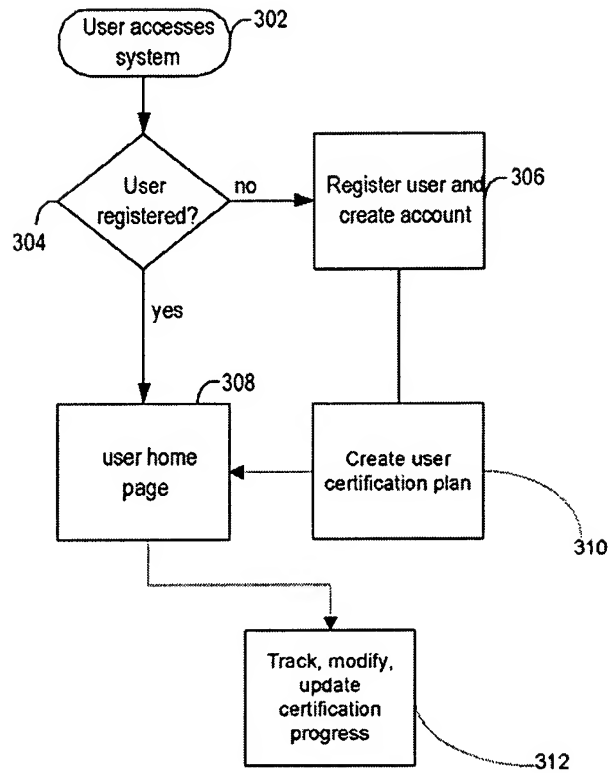 User accesses
system
302
User
registered?
no
304
Register user and
create account
306
yes
308
user home
page
Create user
certification plan
310
Track, modify,
update
certification
progress
312